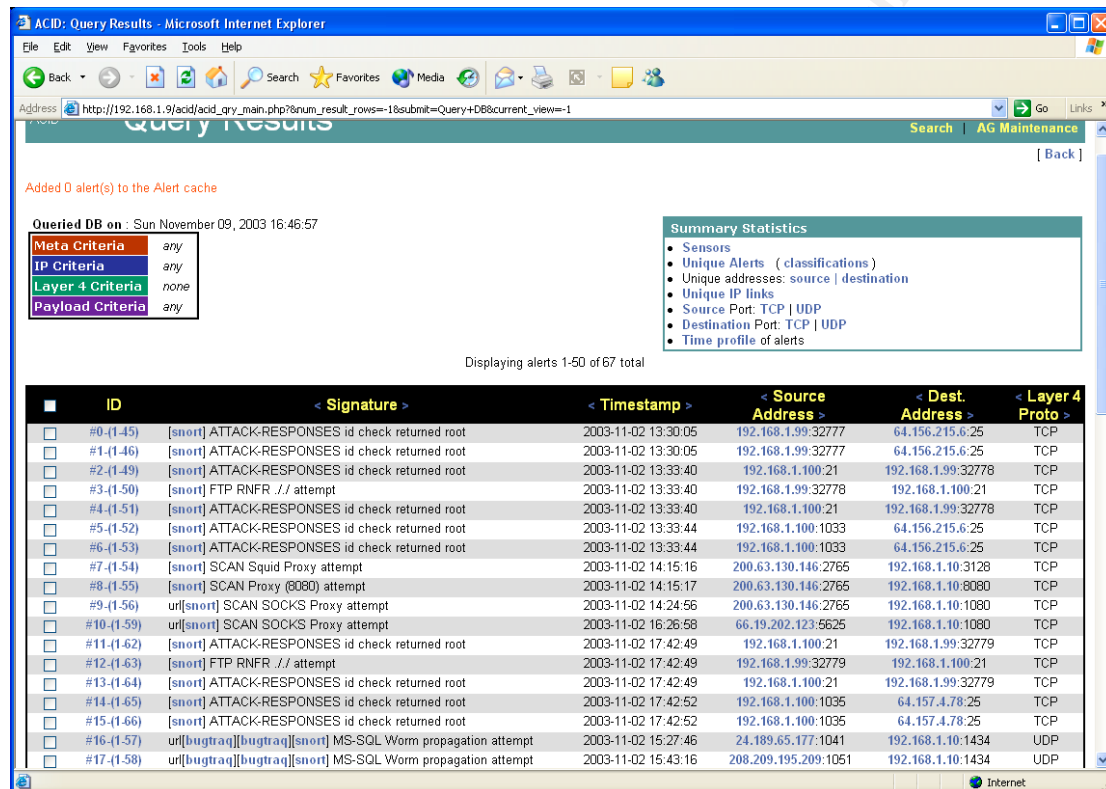 ACID: Query Results - Microsoft Internet Explorer
File Edit View Favorites Tools Help
Back Search Favorites Media
Address http://192.168.1.9/acid/acid_qry_main.php?&num_result_rows=-1&submit=Query+DB&current_view=-1 Go Links »
ACID Query Results
Search | AG Maintenance
[ Back ]
Added 0 alert(s) to the Alert cache
Queried DB on : Sun November 09, 2003 16:46:57
Meta Criteria any
IP Criteria any
Layer 4 Criteria none
Payload Criteria any
Summary Statistics
• Sensors
• Unique Alerts ( classifications )
• Unique addresses: source | destination
• Unique IP links
• Source Port: TCP | UDP
• Destination Port: TCP | UDP
• Time profile of alerts
Displaying alerts 1-50 of 67 total
ID < Signature > < Timestamp > < Source Address > < Dest. Address > < Layer 4 Proto >
#0-(1-45) [snort] ATTACK-RESPONSES id check returned root 2003-11-02 13:30:05 192.168.1.99:32777 64.156.215.6:25 TCP
#1-(1-46) [snort] ATTACK-RESPONSES id check returned root 2003-11-02 13:30:05 192.168.1.99:32777 64.156.215.6:25 TCP
#2-(1-49) [snort] ATTACK-RESPONSES id check returned root 2003-11-02 13:33:40 192.168.1.100:21 192.168.1.99:32778 TCP
#3-(1-50) [snort] FTP RNFR ././ attempt 2003-11-02 13:33:40 192.168.1.99:32778 192.168.1.100:21 TCP
#4-(1-51) [snort] ATTACK-RESPONSES id check returned root 2003-11-02 13:33:40 192.168.1.100:21 192.168.1.99:32778 TCP
#5-(1-52) [snort] ATTACK-RESPONSES id check returned root 2003-11-02 13:33:44 192.168.1.100:1033 64.156.215.6:25 TCP
#6-(1-53) [snort] ATTACK-RESPONSES id check returned root 2003-11-02 13:33:44 192.168.1.100:1033 64.156.215.6:25 TCP
#7-(1-54) [snort] SCAN Squid Proxy attempt 2003-11-02 14:15:16 200.63.130.146:2765 192.168.1.10:3128 TCP
#8-(1-55) [snort] SCAN Proxy (8080) attempt 2003-11-02 14:15:17 200.63.130.146:2765 192.168.1.10:8080 TCP
#9-(1-56) url[snort] SCAN SOCKS Proxy attempt 2003-11-02 14:24:56 200.63.130.146:2765 192.168.1.10:1080 TCP
#10-(1-59) url[snort] SCAN SOCKS Proxy attempt 2003-11-02 16:26:58 66.19.202.123:5625 192.168.1.10:1080 TCP
#11-(1-62) [snort] ATTACK-RESPONSES id check returned root 2003-11-02 17:42:49 192.168.1.100:21 192.168.1.99:32779 TCP
#12-(1-63) [snort] FTP RNFR ././ attempt 2003-11-02 17:42:49 192.168.1.99:32779 192.168.1.100:21 TCP
#13-(1-64) [snort] ATTACK-RESPONSES id check returned root 2003-11-02 17:42:49 192.168.1.100:21 192.168.1.99:32779 TCP
#14-(1-65) [snort] ATTACK-RESPONSES id check returned root 2003-11-02 17:42:52 192.168.1.100:1035 64.157.4.78:25 TCP
#15-(1-66) [snort] ATTACK-RESPONSES id check returned root 2003-11-02 17:42:52 192.168.1.100:1035 64.157.4.78:25 TCP
#16-(1-57) url[bugtraq][bugtraq][snort] MS-SQL Worm propagation attempt 2003-11-02 15:27:46 24.189.65.177:1041 192.168.1.10:1434 UDP
#17-(1-58) url[bugtraq][bugtraq][snort] MS-SQL Worm propagation attempt 2003-11-02 15:43:16 208.209.195.209:1051 192.168.1.10:1434 UDP
Internet